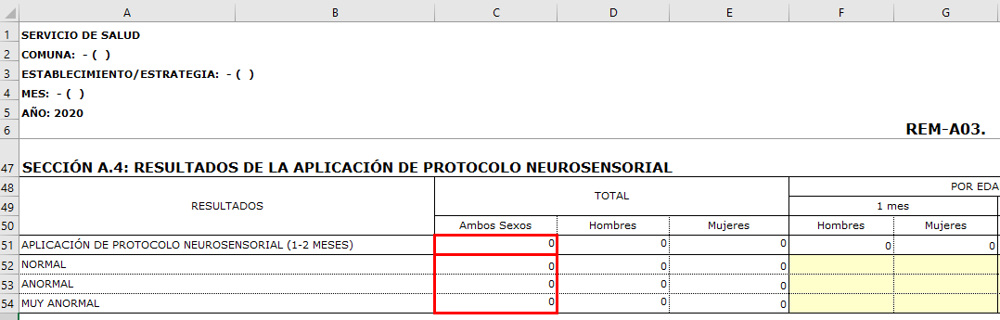 A B C D E F G
1 SERVICIO DE SALUD
2 COMUNA: - ( )
3 ESTABLECIMIENTO/ESTRATEGIA: - ( )
4 MES: - ( )
5 AÑO: 2020
6 REM-A03.
47 SECCIÓN A.4: RESULTADOS DE LA APLICACIÓN DE PROTOCOLO NEUROSENSORIAL
48 POR EDA
TOTAL
49 RESULTADOS 1 mes
50 Ambos Sexos Hombres Mujeres Hombres Mujeres
51 APLICACIÓN DE PROTOCOLO NEUROSENSORIAL (1-2 MESES) 0 0 0 0 0
52 NORMAL 0 0 0
53 ANORMAL 0 0 0
54 MUY ANORMAL 0 0 0